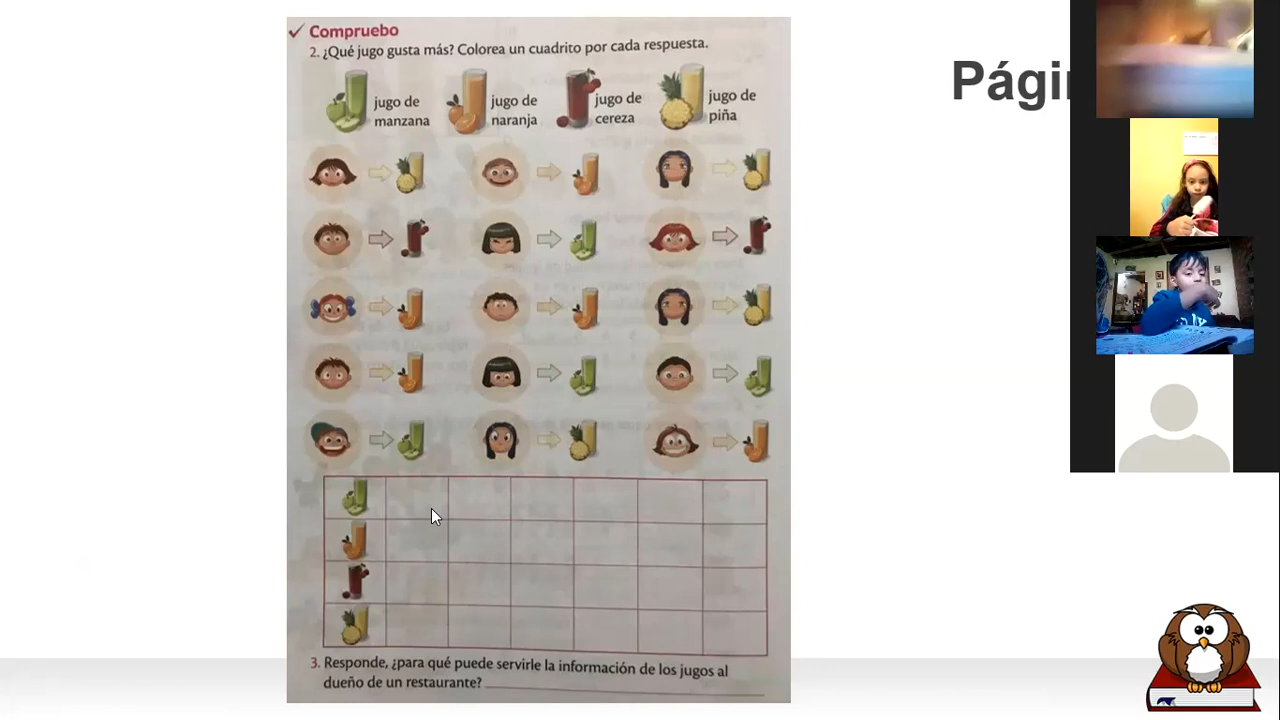 ✓ Compruebo
2. ¿Qué jugo gusta más? Colorea un cuadrito por cada respuesta.
jugo de
manzana
jugo de
naranja
jugo de
cereza
jugo de
piña
3. Responde, ¿para qué puede servirle la información de los jugos al
dueño de un restaurante?